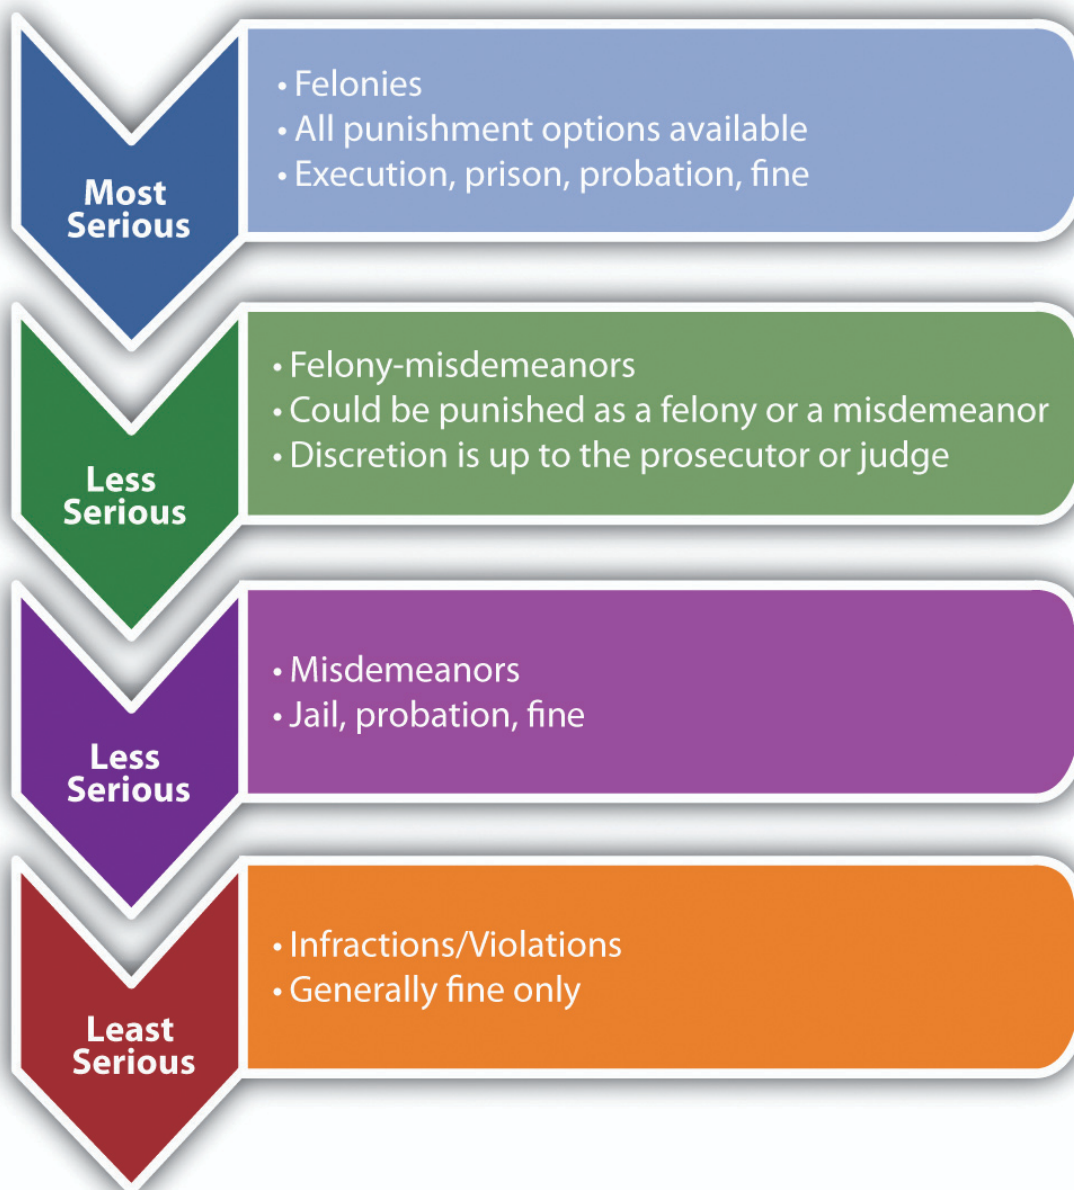 Most
Serious
• Felonies
• All punishment options available
• Execution, prison, probation, fine
Less
Serious
• Felony-misdemeanors
• Could be punished as a felony or a misdemeanor
• Discretion is up to the prosecutor or judge
Less
Serious
• Misdemeanors
• Jail, probation, fine
Least
Serious
• Infractions/Violations
• Generally fine only